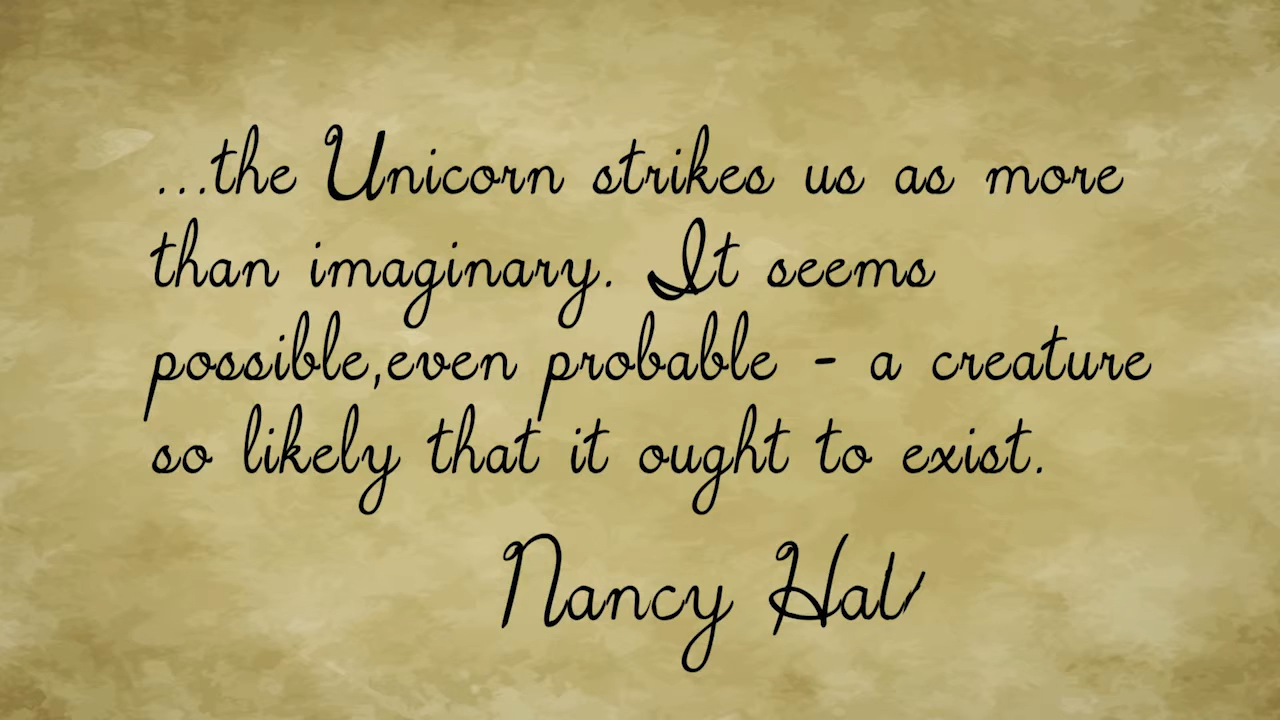 ...the Unicorn strikes us as more
than imaginary. It seems
possible,even probable - a creature
so likely that it ought to exist.
Nancy